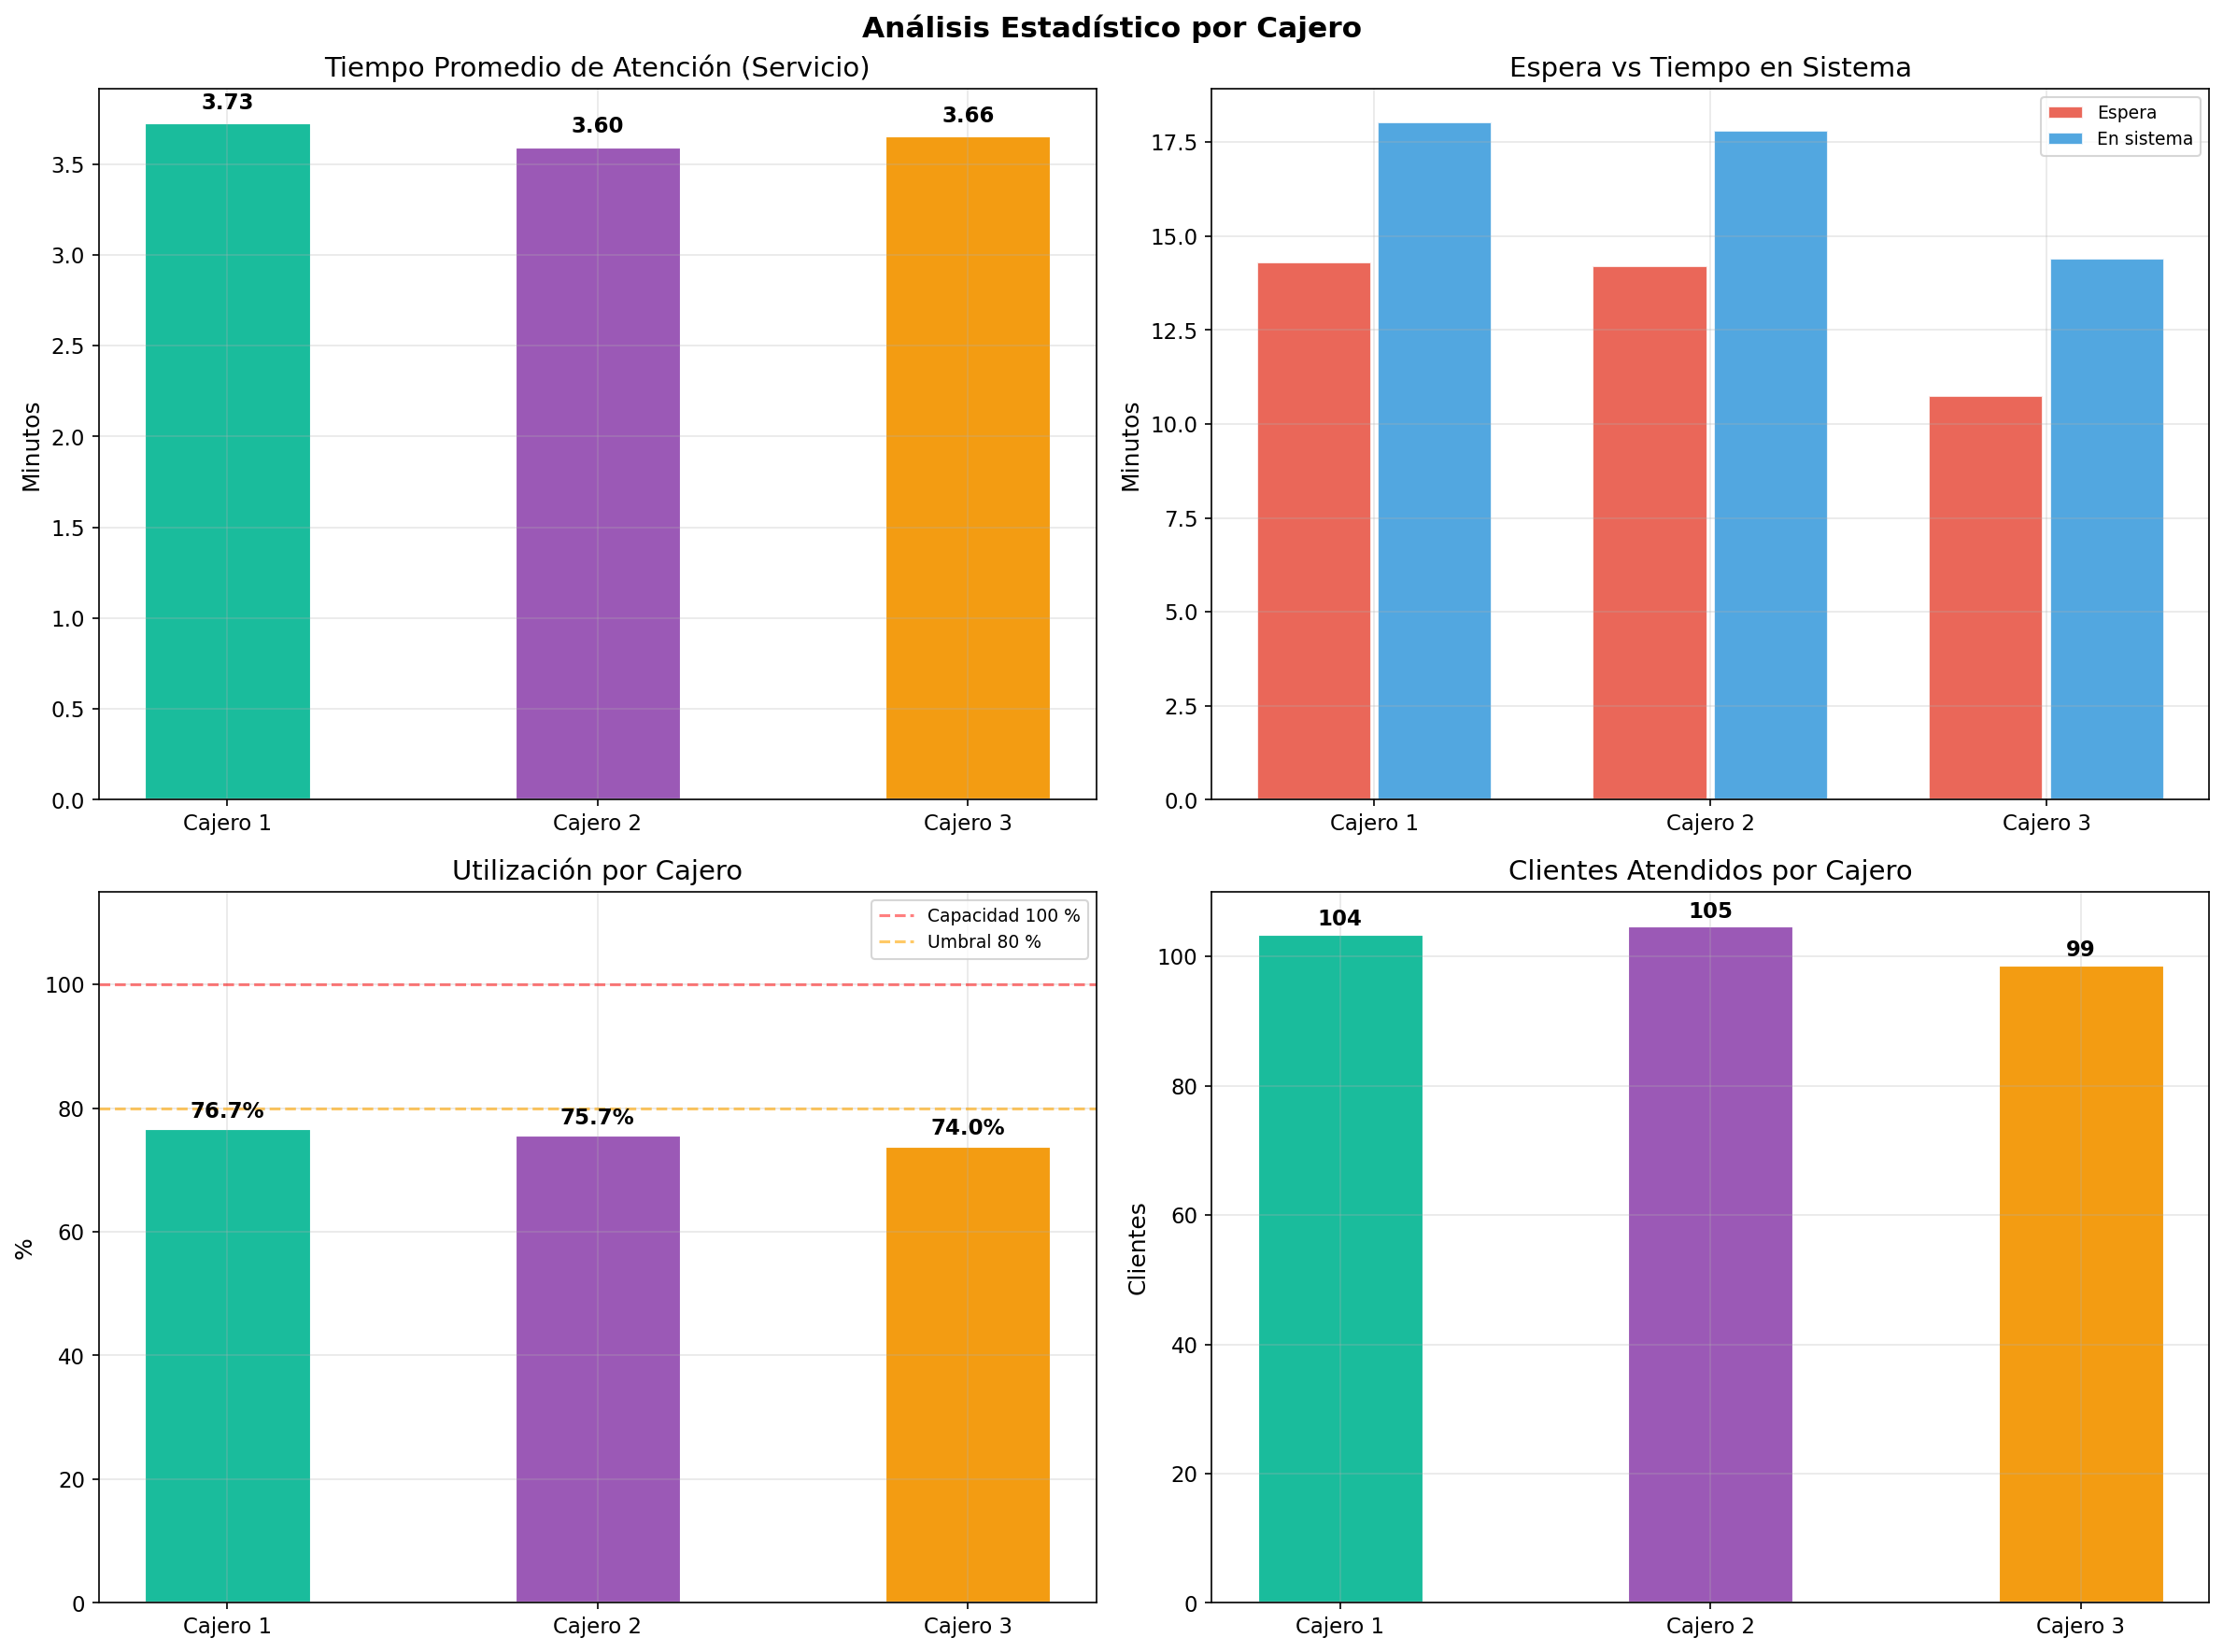 Análisis Estadístico por Cajero
Tiempo Promedio de Atención (Servicio)
3.73
3.60
3.66
3.5
3.0
2.5
2.0
1.5
1.0
0.5
0.0
Minutos
Cajero 1
Cajero 2
Cajero 3
Espera vs Tiempo en Sistema
Espera
En sistema
17.5
15.0
12.5
10.0
7.5
5.0
2.5
0.0
Minutos
Cajero 1
Cajero 2
Cajero 3
Utilización por Cajero
Capacidad 100 %
Umbral 80 %
76.7%
75.7%
74.0%
100
80
60
40
20
0
%
Cajero 1
Cajero 2
Cajero 3
Clientes Atendidos por Cajero
104
105
99
100
80
60
40
20
0
Clientes
Cajero 1
Cajero 2
Cajero 3